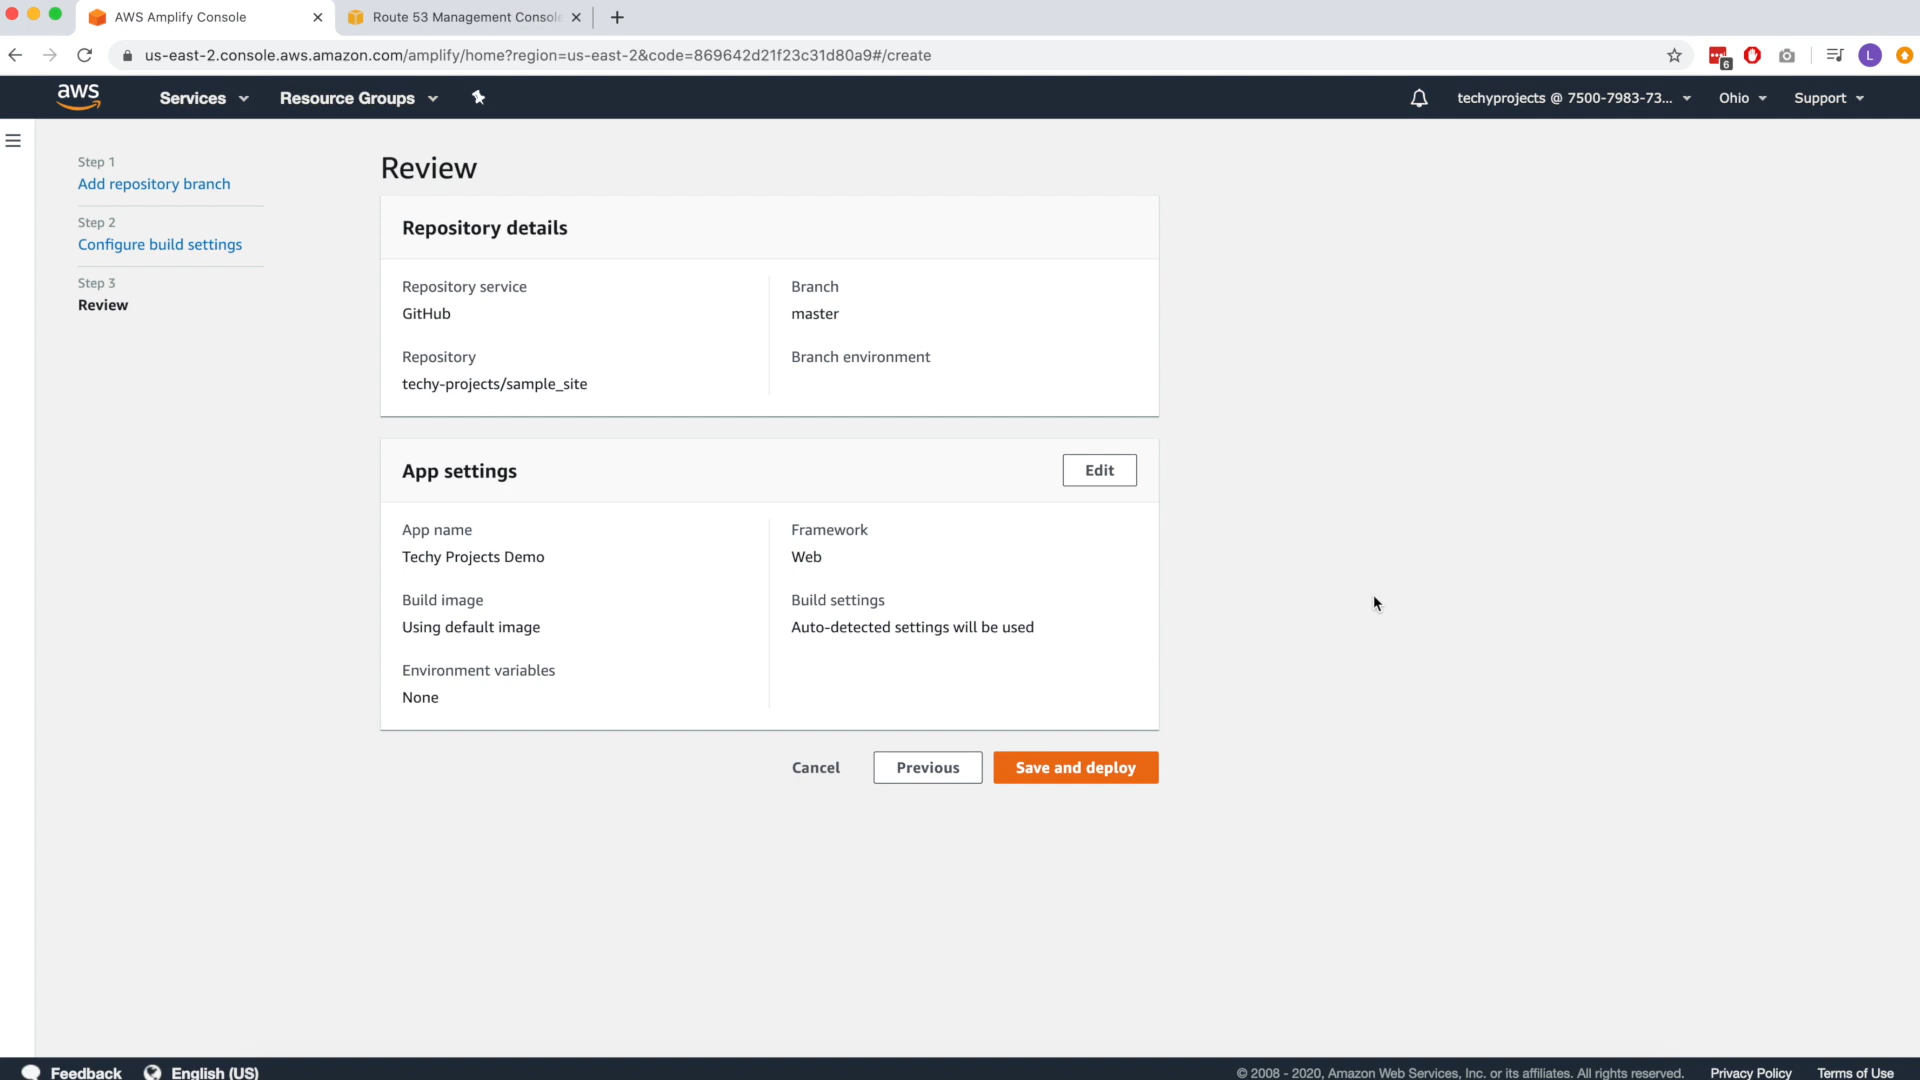 AWS Amplify Console
Route 53 Management Consol
us-east-2.console.aws.amazon.com/amplify/home?region=us-east-2&code=869642d21f23c31d80a9#/create
6
L
aws
Services
Resource Groups
techyprojects @ 7500-7983-73...
Ohio
Support
Step 1
Add repository branch
Step 2
Configure build settings
Step 3
Review
Review
Repository details
Repository service
GitHub
Branch
master
Repository
techy-projects/sample_site
Branch environment
App settings
Edit
App name
Techy Projects Demo
Framework
Web
Build image
Using default image
Build settings
Auto-detected settings will be used
Environment variables
None
Cancel
Previous
Save and deploy
Feedback
English (US)
© 2008 - 2020, Amazon Web Services, Inc. or its affiliates. All rights reserved.
Privacy Policy
Terms of Use